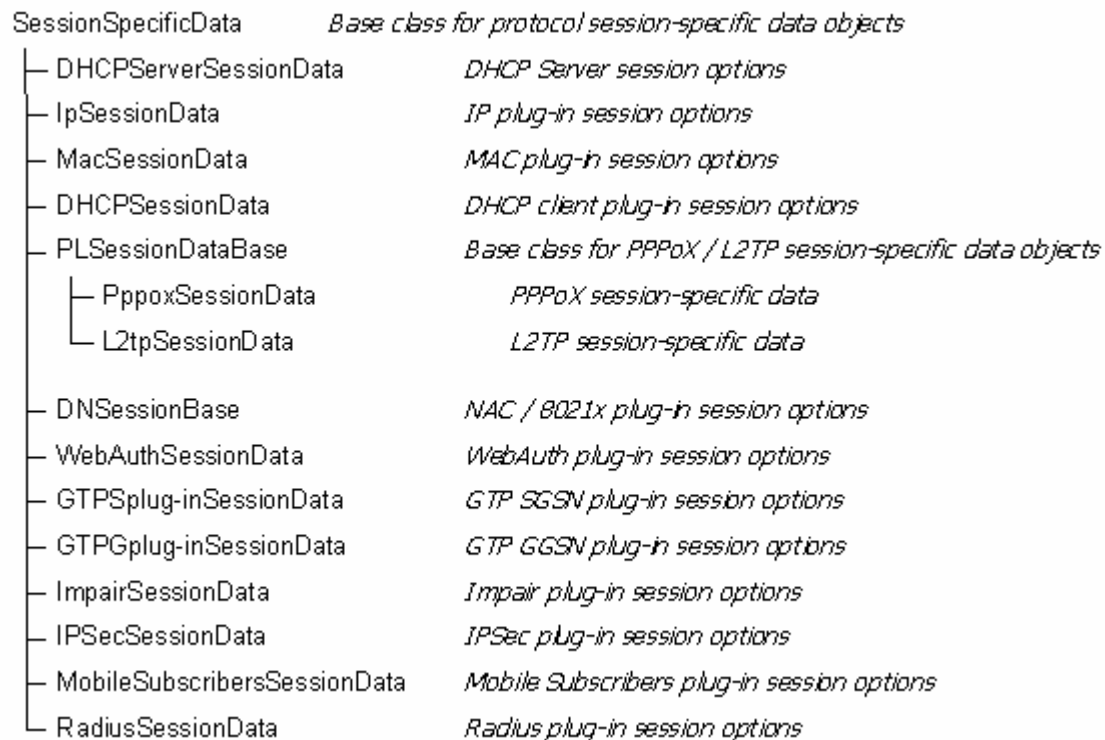 SessionSpecificData Base class for protocol session-specific data objects
DHCPServerSessionData DHCP Server session options
IpSessionData IP plug-in session options
MacSessionData MAC plug-in session options
DHCPSessionData DHCP client plug-in session options
PLSessionDataBase Base class for PPPoX / L2TP session-specific data objects
PppoxSessionData PPPoX session-specific data
L2tpSessionData L2TP session-specific data
DNSessionBase NAC / 8021x plug-in session options
WebAuthSessionData WebAuth plug-in session options
GTPSplug-inSessionData GTP SGSN plug-in session options
GTPGplug-inSessionData GTP GGSN plug-in session options
ImpairSessionData Impair plug-in session options
IPSecSessionData IPSec plug-in session options
MobileSubscribersSessionData Mobile Subscribers plug-in session options
RadiusSessionData Radius plug-in session options